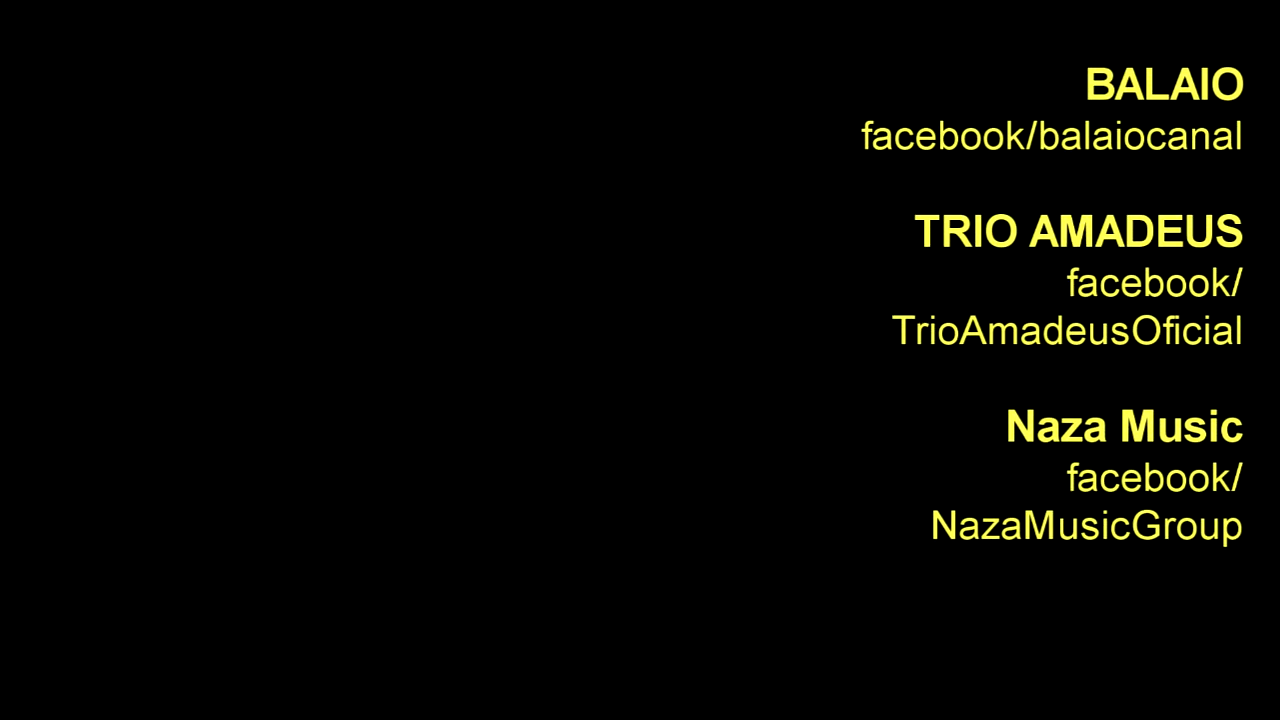 BALAIO
facebook/balaiocanal
TRIO AMADEUS
facebook/
TrioAmadeusOficial
Naza Music
facebook/
NazaMusicGroup